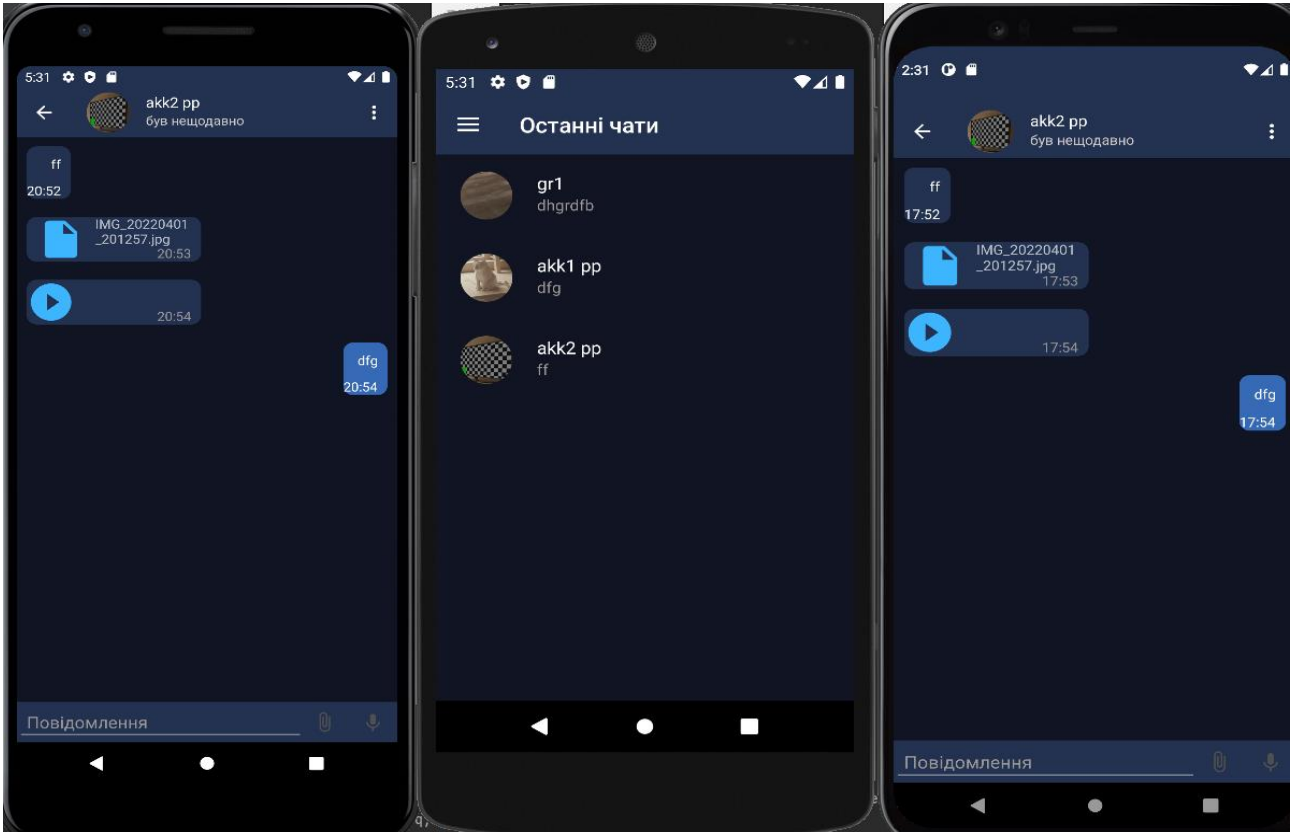 5:31
akk2 pp
був нещодавно
ff
20:52
IMG_20220401
_201257.jpg
20:53
20:54
dfg
20:54
Повідомлення
5:31
Останні чати
gr1
dhgrdfb
akk1 pp
dfg
akk2 pp
ff
2:31
akk2 pp
був нещодавно
ff
17:52
IMG_20220401
_201257.jpg
17:53
17:54
dfg
17:54
Повідомлення